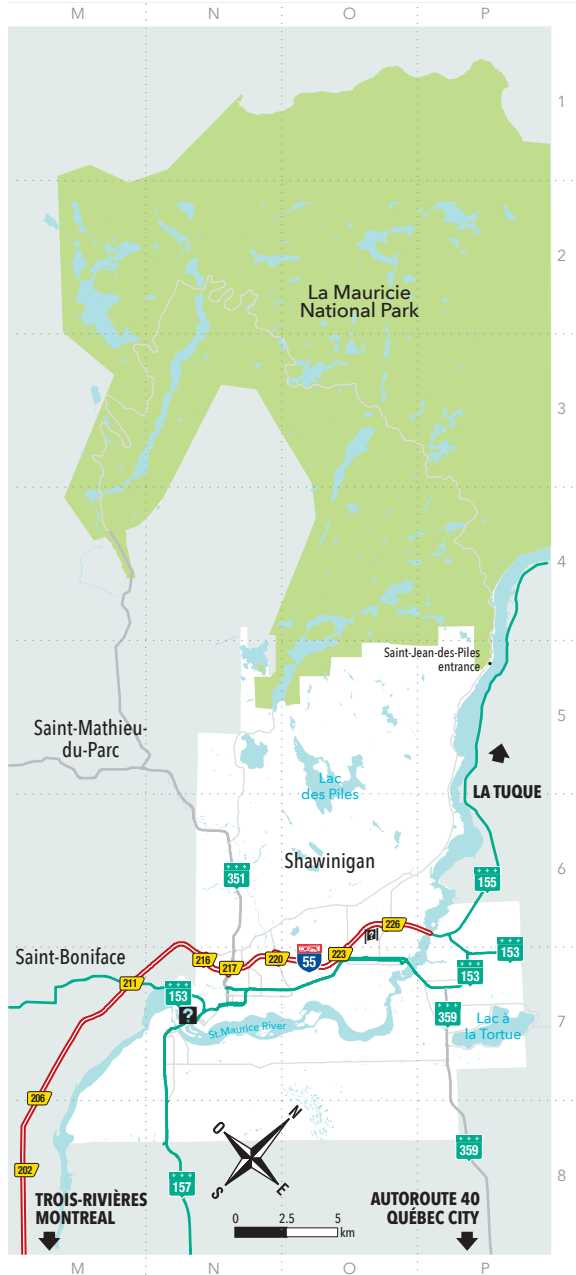 M N O P
1
2
La Mauricie
National Park
3
4
Saint-Jean-des-Piles
entrance
5
Saint-Mathieu-
du-Parc
Lac
des Piles
LA TUQUE
Shawinigan
6
351
155
226
216
217
220
55
223
153
Saint-Boniface
211
153
153
?
?
359
St.Maurice River
Lac à
la Tortue
7
206
N
O
359
202
157
S
E
8
TROIS-RIVIÈRES
MONTREAL
AUTOROUTE 40
QUÉBEC CITY
0 2.5 5
km
M N O P